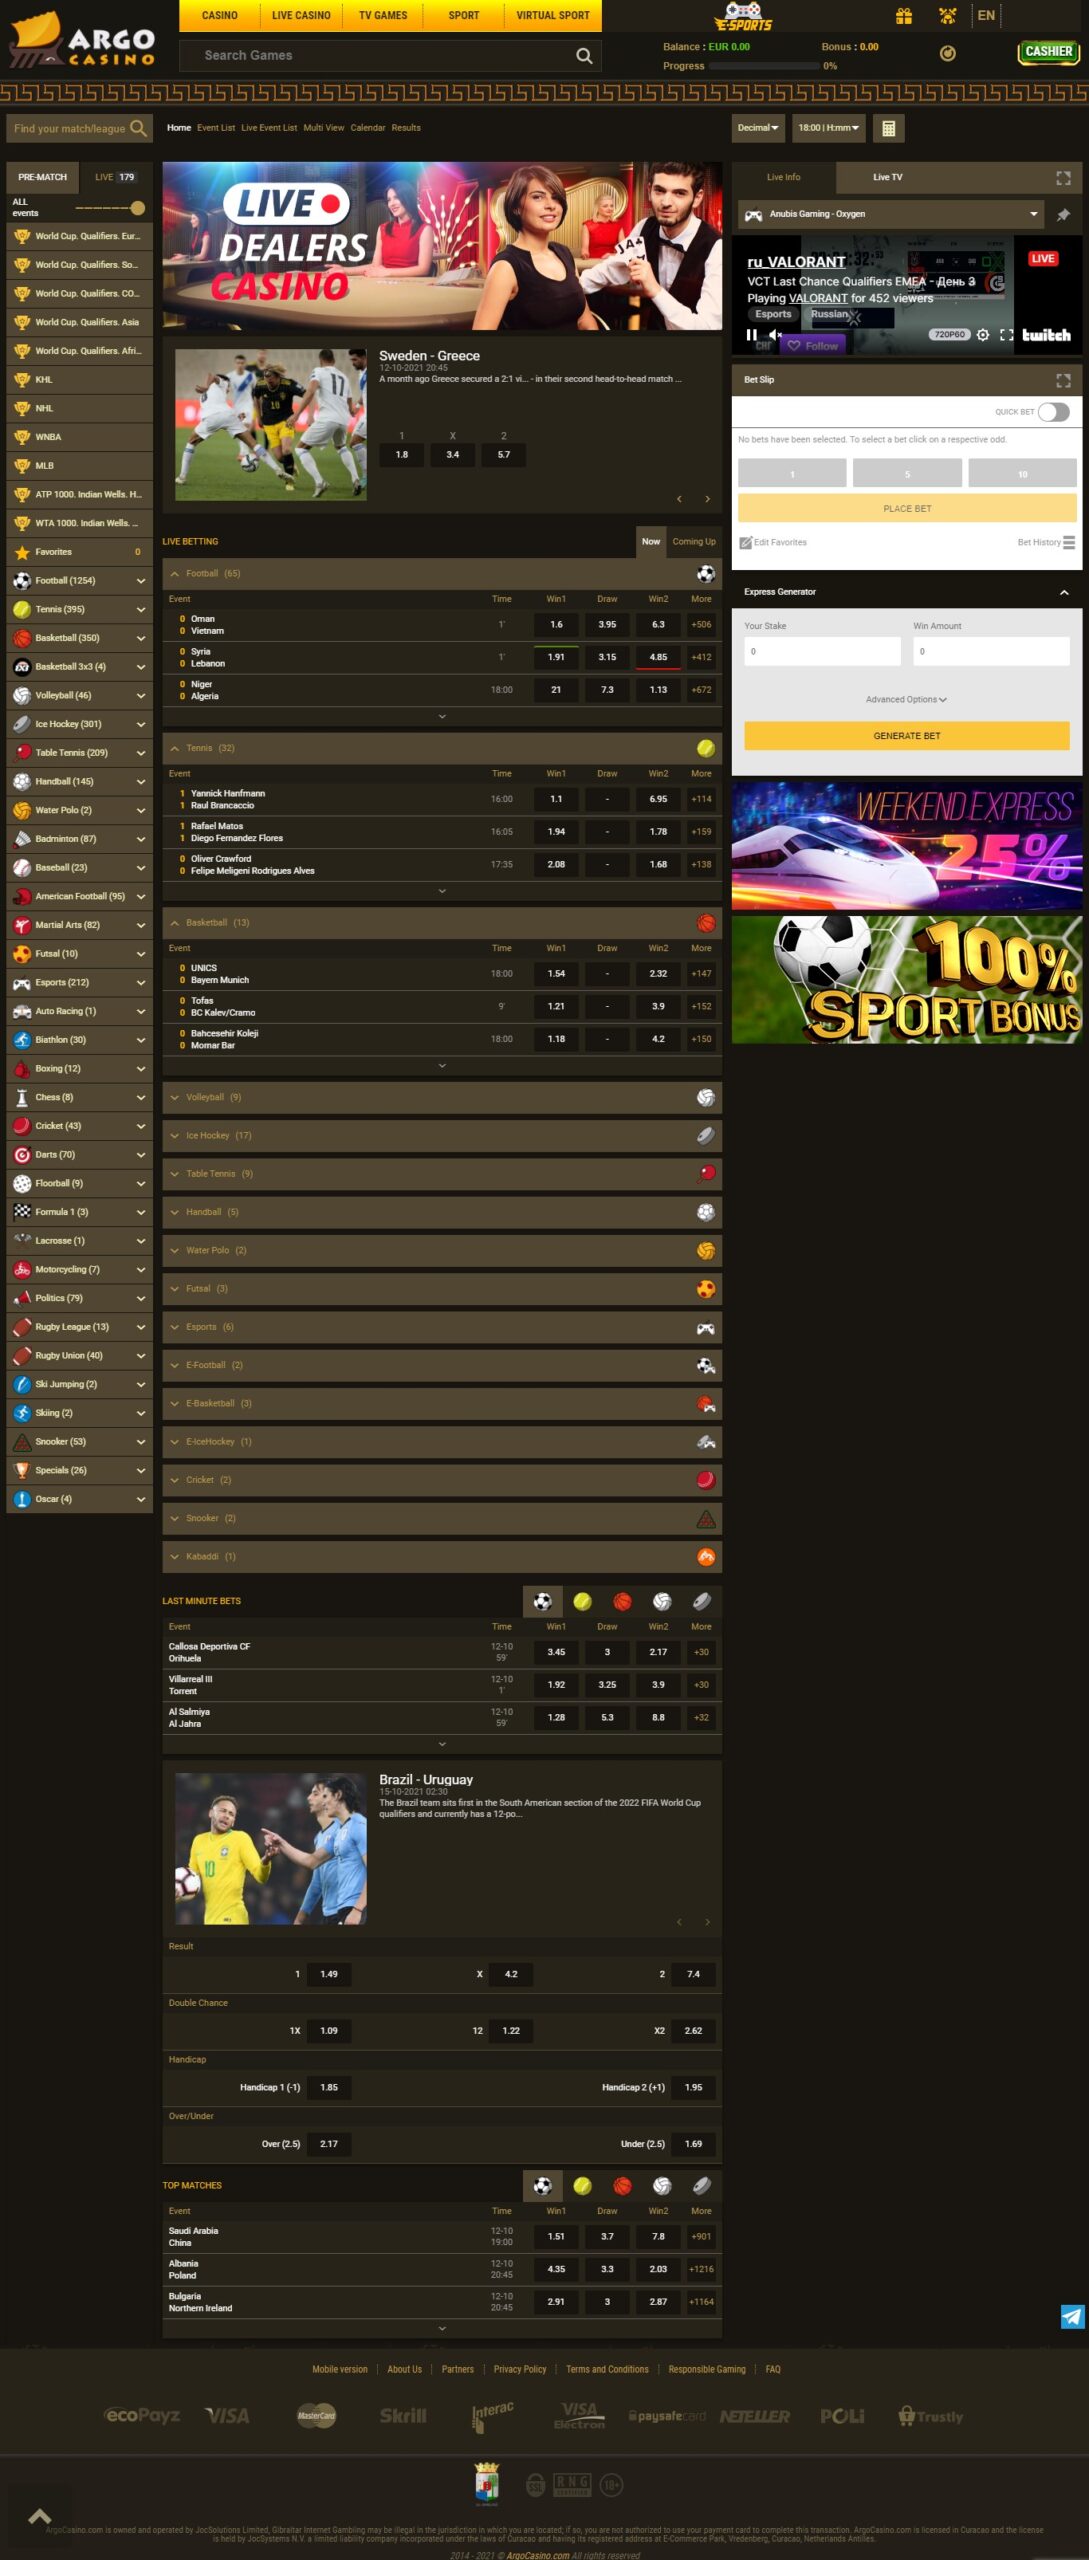 ARGO CASINO
CASINO
LIVE CASINO
TV GAMES
SPORT
VIRTUAL SPORT
E-SPORTS
EN
Search Games
Balance : EUR 0.00
Bonus : 0.00
Progress 0%
CASHIER
Find your match/league
Home Event List Live Event List Multi View Calendar Results
Decimal
18:00 | H:mm
PRE-MATCH
LIVE 179
ALL events
World Cup. Qualifiers. Eur...
World Cup. Qualifiers. So...
World Cup. Qualifiers. CO...
World Cup. Qualifiers. Asia
World Cup. Qualifiers. Afri...
KHL
NHL
WNBA
MLB
ATP 1000. Indian Wells. H...
WTA 1000. Indian Wells. ...
Favorites 0
Football (1254)
Tennis (395)
Basketball (350)
Basketball 3x3 (4)
Volleyball (46)
Ice Hockey (301)
Table Tennis (209)
Handball (145)
Water Polo (2)
Badminton (87)
Baseball (23)
American Football (95)
Martial Arts (82)
Futsal (10)
Esports (212)
Auto Racing (1)
Biathlon (30)
Boxing (12)
Chess (8)
Cricket (43)
Darts (70)
Floorball (9)
Formula 1 (3)
Lacrosse (1)
Motorcycling (7)
Politics (79)
Rugby League (13)
Rugby Union (40)
Ski Jumping (2)
Skiing (2)
Snooker (53)
Specials (26)
Oscar (4)
LIVE
DEALERS
CASINO
Sweden - Greece
12-10-2021 20:45
A month ago Greece secured a 2:1 vi... - in their second head-to-head match ...
1 X 2
1.8 3.4 5.7
LIVE BETTING
Now Coming Up
Football (65)
Event Time Win1 Draw Win2 More
0 Oman
0 Vietnam
1' 1.6 3.95 6.3 +506
0 Syria
0 Lebanon
1' 1.91 3.15 4.85 +412
0 Niger
0 Algeria
18:00 21 7.3 1.13 +672
Tennis (32)
Event Time Win1 Draw Win2 More
1 Yannick Hanfmann
1 Raul Brancaccio
16:00 1.1 - 6.95 +114
1 Rafael Matos
1 Diego Fernandez Flores
16:05 1.94 - 1.78 +159
0 Oliver Crawford
0 Felipe Meligeni Rodrigues Alves
17:35 2.08 - 1.68 +138
Basketball (13)
Event Time Win1 Draw Win2 More
0 UNICS
0 Bayern Munich
18:00 1.54 - 2.32 +147
0 Tofas
0 BC Kalev/Cramo
9' 1.21 - 3.9 +152
0 Bahcesehir Koleji
0 Mornar Bar
18:00 1.18 - 4.2 +150
Volleyball (9)
Ice Hockey (17)
Table Tennis (9)
Handball (5)
Water Polo (2)
Futsal (3)
Esports (6)
E-Football (2)
E-Basketball (3)
E-IceHockey (1)
Cricket (2)
Snooker (2)
Kabaddi (1)
LAST MINUTE BETS
Event Time Win1 Draw Win2 More
Callosa Deportiva CF
Orihuela
12-10 59' 3.45 3 2.17 +30
Villarreal III
Torrent
12-10 1' 1.92 3.25 3.9 +30
Al Salmiya
Al Jahra
12-10 59' 1.28 5.3 8.8 +32
Brazil - Uruguay
15-10-2021 02:30
The Brazil team sits first in the South American section of the 2022 FIFA World Cup
qualifiers and currently has a 12-po...
Result
1 1.49 X 4.2 2 7.4
Double Chance
1X 1.09 12 1.22 X2 2.62
Handicap
Handicap 1 (-1) 1.85 Handicap 2 (+1) 1.95
Over/Under
Over (2.5) 2.17 Under (2.5) 1.69
TOP MATCHES
Event Time Win1 Draw Win2 More
Saudi Arabia
China
12-10 19:00 1.51 3.7 7.8 +901
Albania
Poland
12-10 20:45 4.35 3.3 2.03 +1216
Bulgaria
Northern Ireland
12-10 20:45 2.91 3 2.87 +1164
Live Info
Live TV
Anubis Gaming - Oxygen
ru_VALORANT
LIVE
VCT Last Chance Qualifiers EMEA - День 3
Playing VALORANT for 452 viewers
Esports Russian
Follow
720P60
twitch
Bet Slip
QUICK BET
No bets have been selected. To select a bet click on a respective odd.
1 5 10
PLACE BET
Edit Favorites
Bet History
Express Generator
Your Stake
Win Amount
0 0
Advanced Options
GENERATE BET
WEEKEND EXPRESS
25%
100%
SPORT BONUS
Mobile version About Us Partners Privacy Policy Terms and Conditions Responsible Gaming FAQ
ecoPayz VISA MasterCard Skrill Interac VISA Electron paysafecard NETELLER POLi Trustly
SSL RNG CERTIFIED 18+
ArgoCasino.com is owned and operated by JocSolutions Limited, Gibraltar Internet Gambling may be illegal in the jurisdiction in which you are located; if so, you are not authorized to use your payment card to complete this transaction. ArgoCasino.com is licensed in Curacao and the license
is held by JocSystems N.V. a limited liability company incorporated under the laws of Curacao and having its registered address at E-Commerce Park, Vredenberg, Curacao, Netherlands Antilles.
2014 - 2021 © ArgoCasino.com All rights reserved